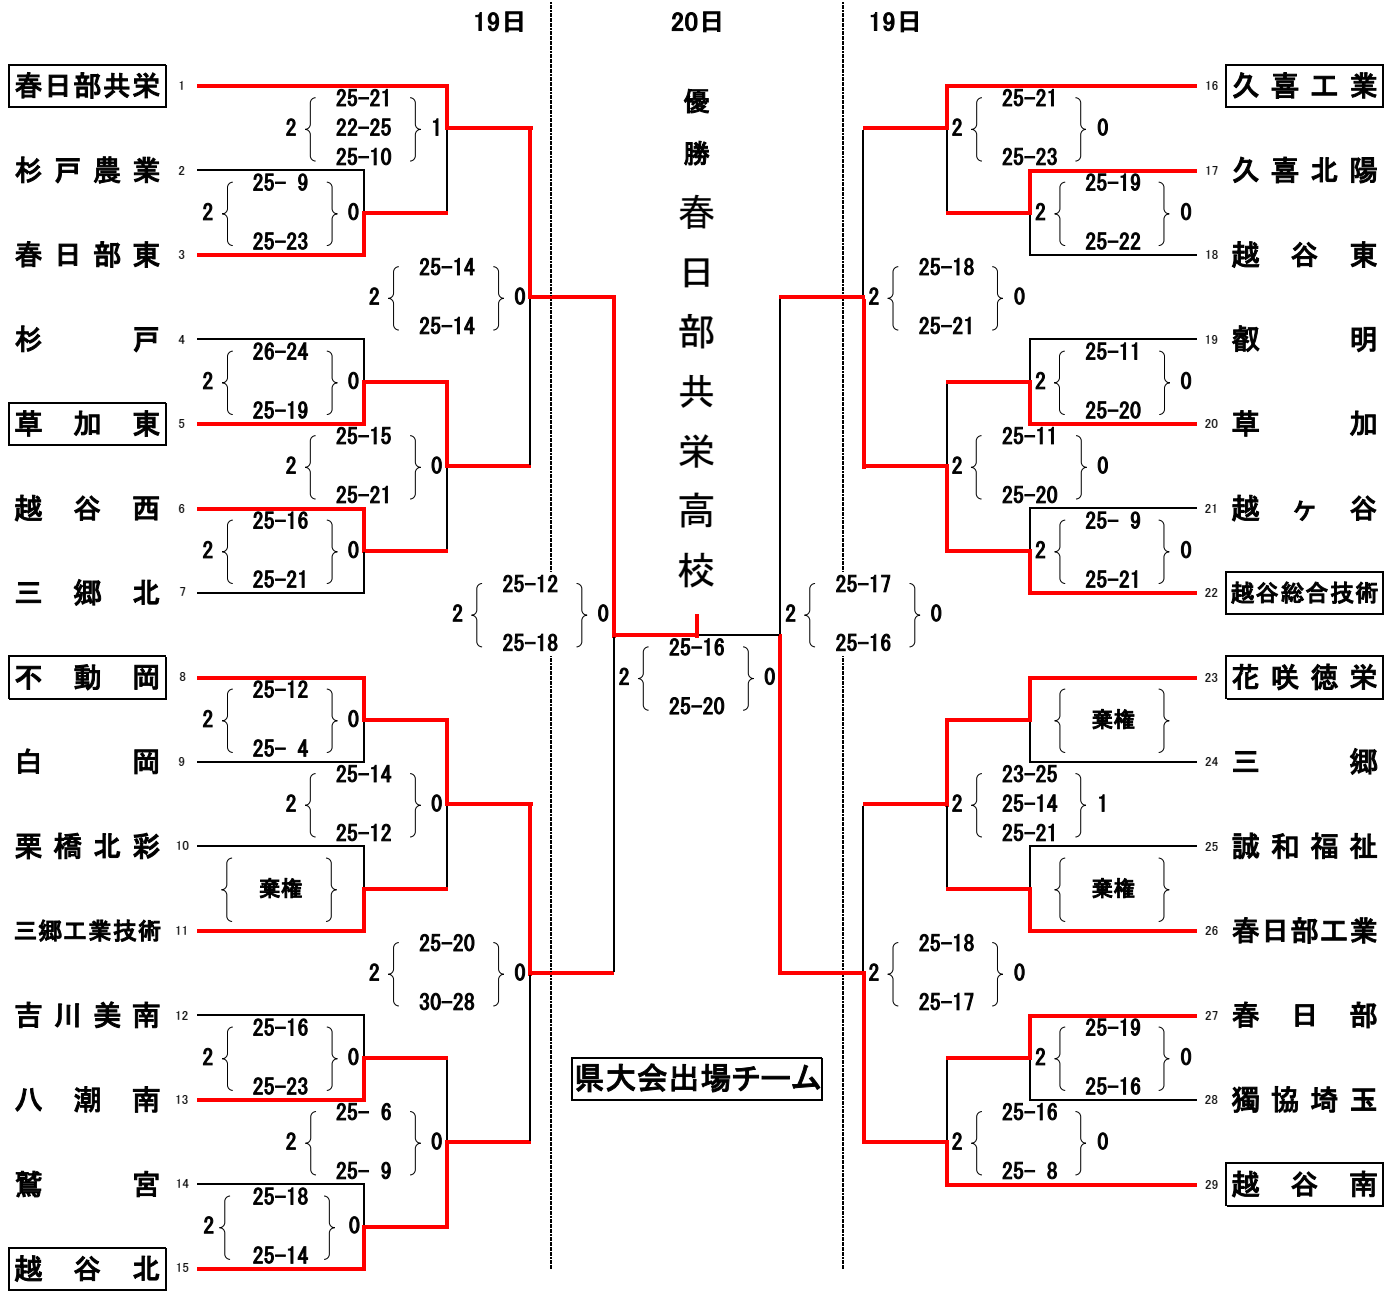 19日
20日
19日
優勝
春日部共栄高校
県大会出場チーム
春日部共栄 1
杉戸農業 2
春日部東 3
杉戸 4
草加東 5
越谷西 6
三郷北 7
不動岡 8
白岡 9
栗橋北彩 10
三郷工業技術 11
吉川美南 12
八潮南 13
鷲宮 14
越谷北 15
2 25-21 1
22-25
25-10
2 25- 9 0
25-23
2 25-14 0
25-14
2 26-24 0
25-19
2 25-15 0
25-21
2 25-16 0
25-21
2 25-12 0
25-18
2 25-12 0
25- 4
2 25-14 0
25-12
棄権
2 25-20 0
30-28
2 25-16 0
25-23
2 25- 6 0
25- 9
2 25-18 0
25-14
2 25-16 0
25-20
16 久喜工業
17 久喜北陽
18 越谷東
19 叡明
20 草加
21 越ヶ谷
22 越谷総合技術
23 花咲徳栄
24 三郷
25 誠和福祉
26 春日部工業
27 春日部
28 獨協埼玉
29 越谷南
2 25-21 0
25-23
2 25-19 0
25-22
2 25-18 0
25-21
2 25-11 0
25-20
2 25-11 0
25-20
2 25- 9 0
25-21
2 25-17 0
25-16
棄権
2 23-25 1
25-14
25-21
棄権
2 25-18 0
25-17
2 25-19 0
25-16
2 25-16 0
25- 8